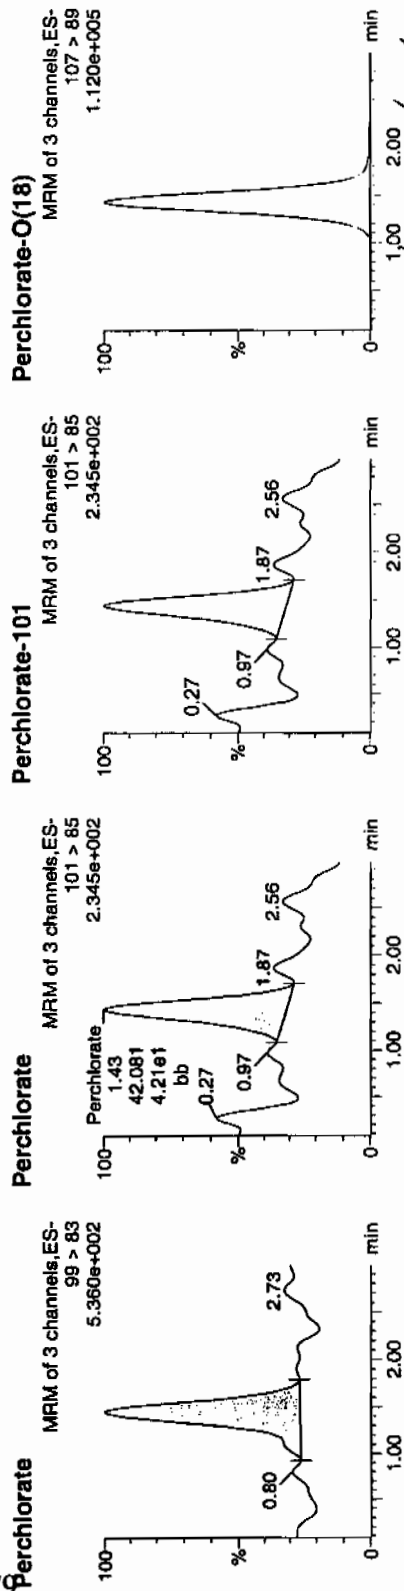 Perchlorate
MRM of 3 channels,ES-
99 > 83
5.360e+002
100
%
0
0.80
2.73
1.00
2.00
min
Perchlorate
MRM of 3 channels,ES-
101 > 85
2.345e+002
100
Perchlorate
1.43
42.081
4.21e1
bb
0.27
%
0.97
1.87
2.56
0
1.00
2.00
min
Perchlorate-101
MRM of 3 channels,ES-
101 > 85
2.345e+002
100
0.27
%
0.97
1.87
2.56
0
1.00
2.00
min
Perchlorate-O(18)
MRM of 3 channels,ES-
107 > 89
1.120e+005
100
%
0
1.00
2.00
min